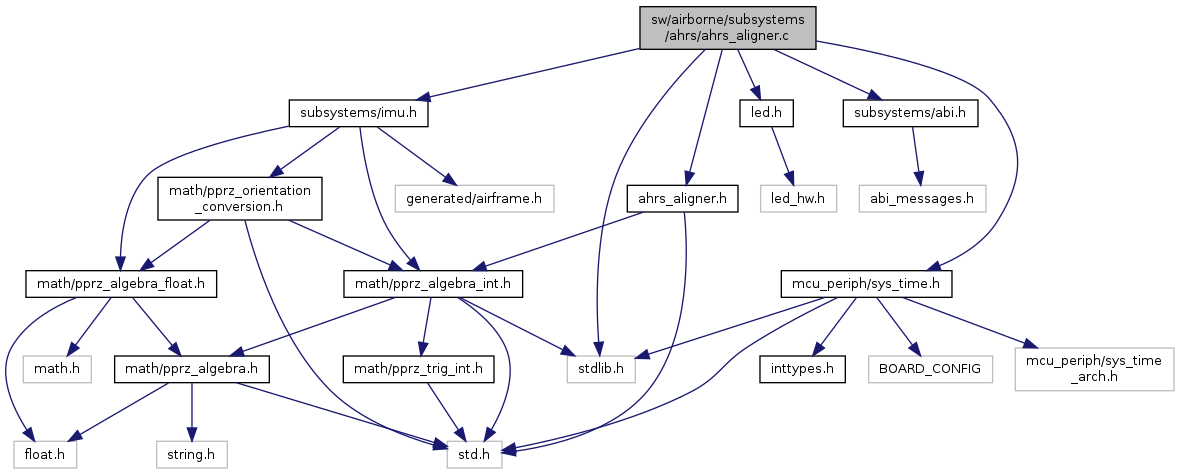 sw/airborne/subsystems
/ahrs/ahrs_aligner.c
subsystems/imu.h
led.h
subsystems/abi.h
math/pprz_orientation
_conversion.h
generated/airframe.h
ahrs_aligner.h
led_hw.h
abi_messages.h
math/pprz_algebra_float.h
math/pprz_algebra_int.h
mcu_periph/sys_time.h
math.h
math/pprz_algebra.h
math/pprz_trig_int.h
stdlib.h
inttypes.h
BOARD_CONFIG
mcu_periph/sys_time
_arch.h
float.h
string.h
std.h